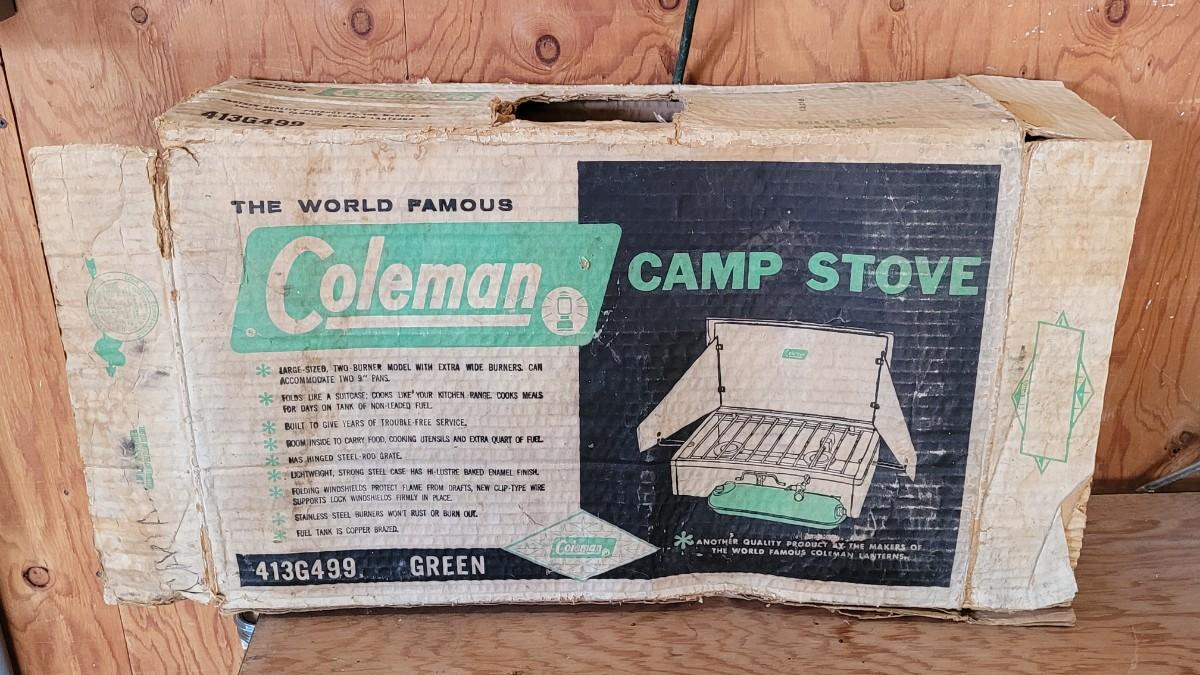 413G499
THE WORLD FAMOUS
Coleman
CAMP STOVE
Coleman
* LARGE-SIZED, TWO-BURNER MODEL WITH EXTRA WIDE BURNERS. CAN
ACCOMMODATE TWO 9" PANS.
* FOLDS LIKE A SUITCASE; COOKS LIKE YOUR KITCHEN RANGE. COOKS MEALS
FOR DAYS ON TANK OF NON-LEADED FUEL.
* BUILT TO GIVE YEARS OF TROUBLE-FREE SERVICE.
* ROOM INSIDE TO CARRY FOOD, COOKING UTENSILS AND EXTRA QUART OF FUEL.
* HAS HINGED STEEL-ROD GRATE.
* LIGHTWEIGHT, STRONG STEEL CASE HAS HI-LUSTRE BAKED ENAMEL FINISH.
* FOLDING WINDSHIELDS PROTECT FLAME FROM DRAFTS, NEW CLIP-TYPE WIRE
SUPPORTS LOCK WINDSHIELDS FIRMLY IN PLACE.
* STAINLESS STEEL BURNERS WON'T RUST OR BURN OUT.
* FUEL TANK IS COPPER BRAZED.
* ANOTHER QUALITY PRODUCT BY THE MAKERS OF
THE WORLD FAMOUS COLEMAN LANTERNS.
Coleman
413G499 GREEN